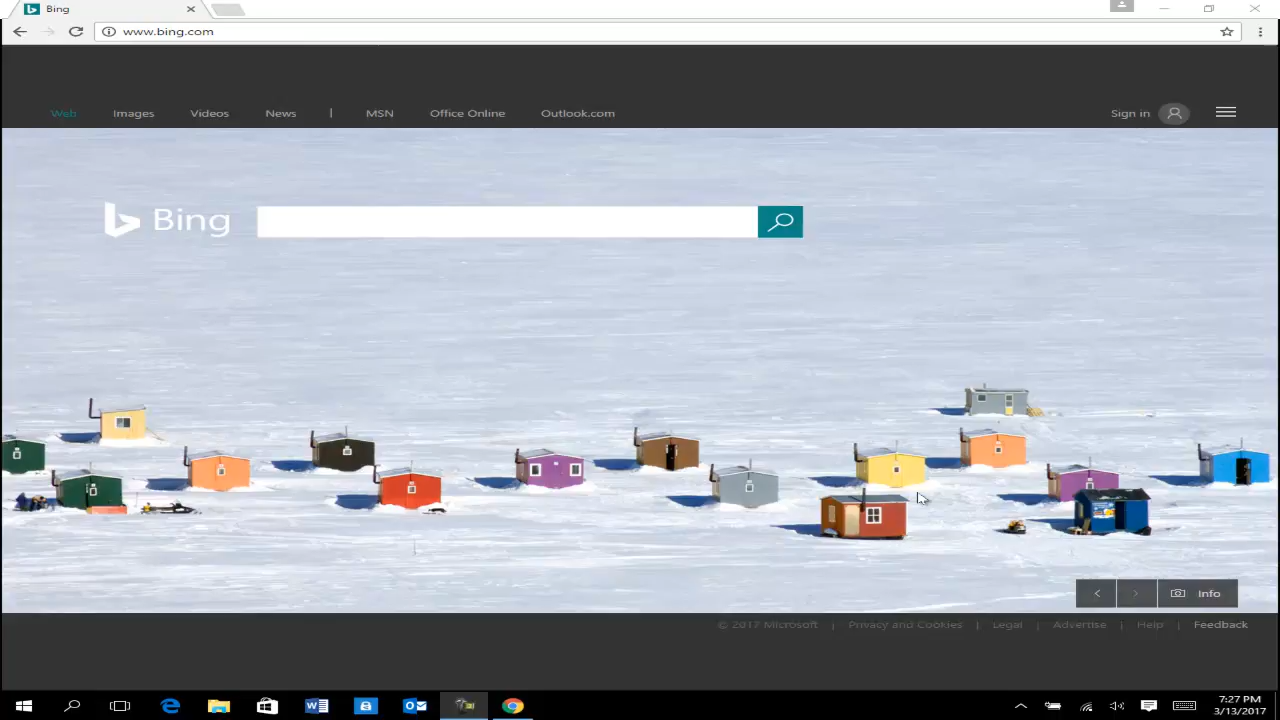 Bing
www.bing.com
Web Images Videos News | MSN Office Online Outlook.com Sign in
Bing
Info
© 2017 Microsoft | Privacy and Cookies | Legal | Advertise | Help | Feedback
7:27 PM
3/13/2017